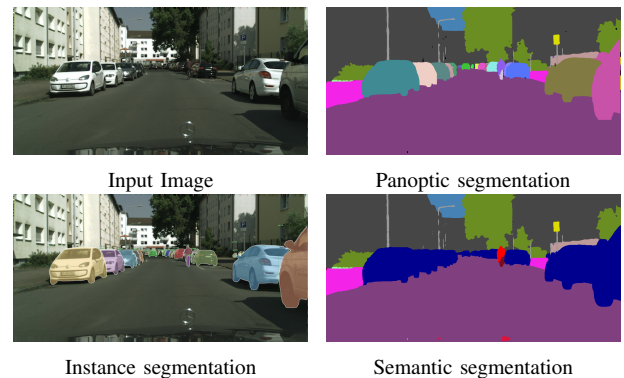 Input Image
Panoptic segmentation
Instance segmentation
Semantic segmentation